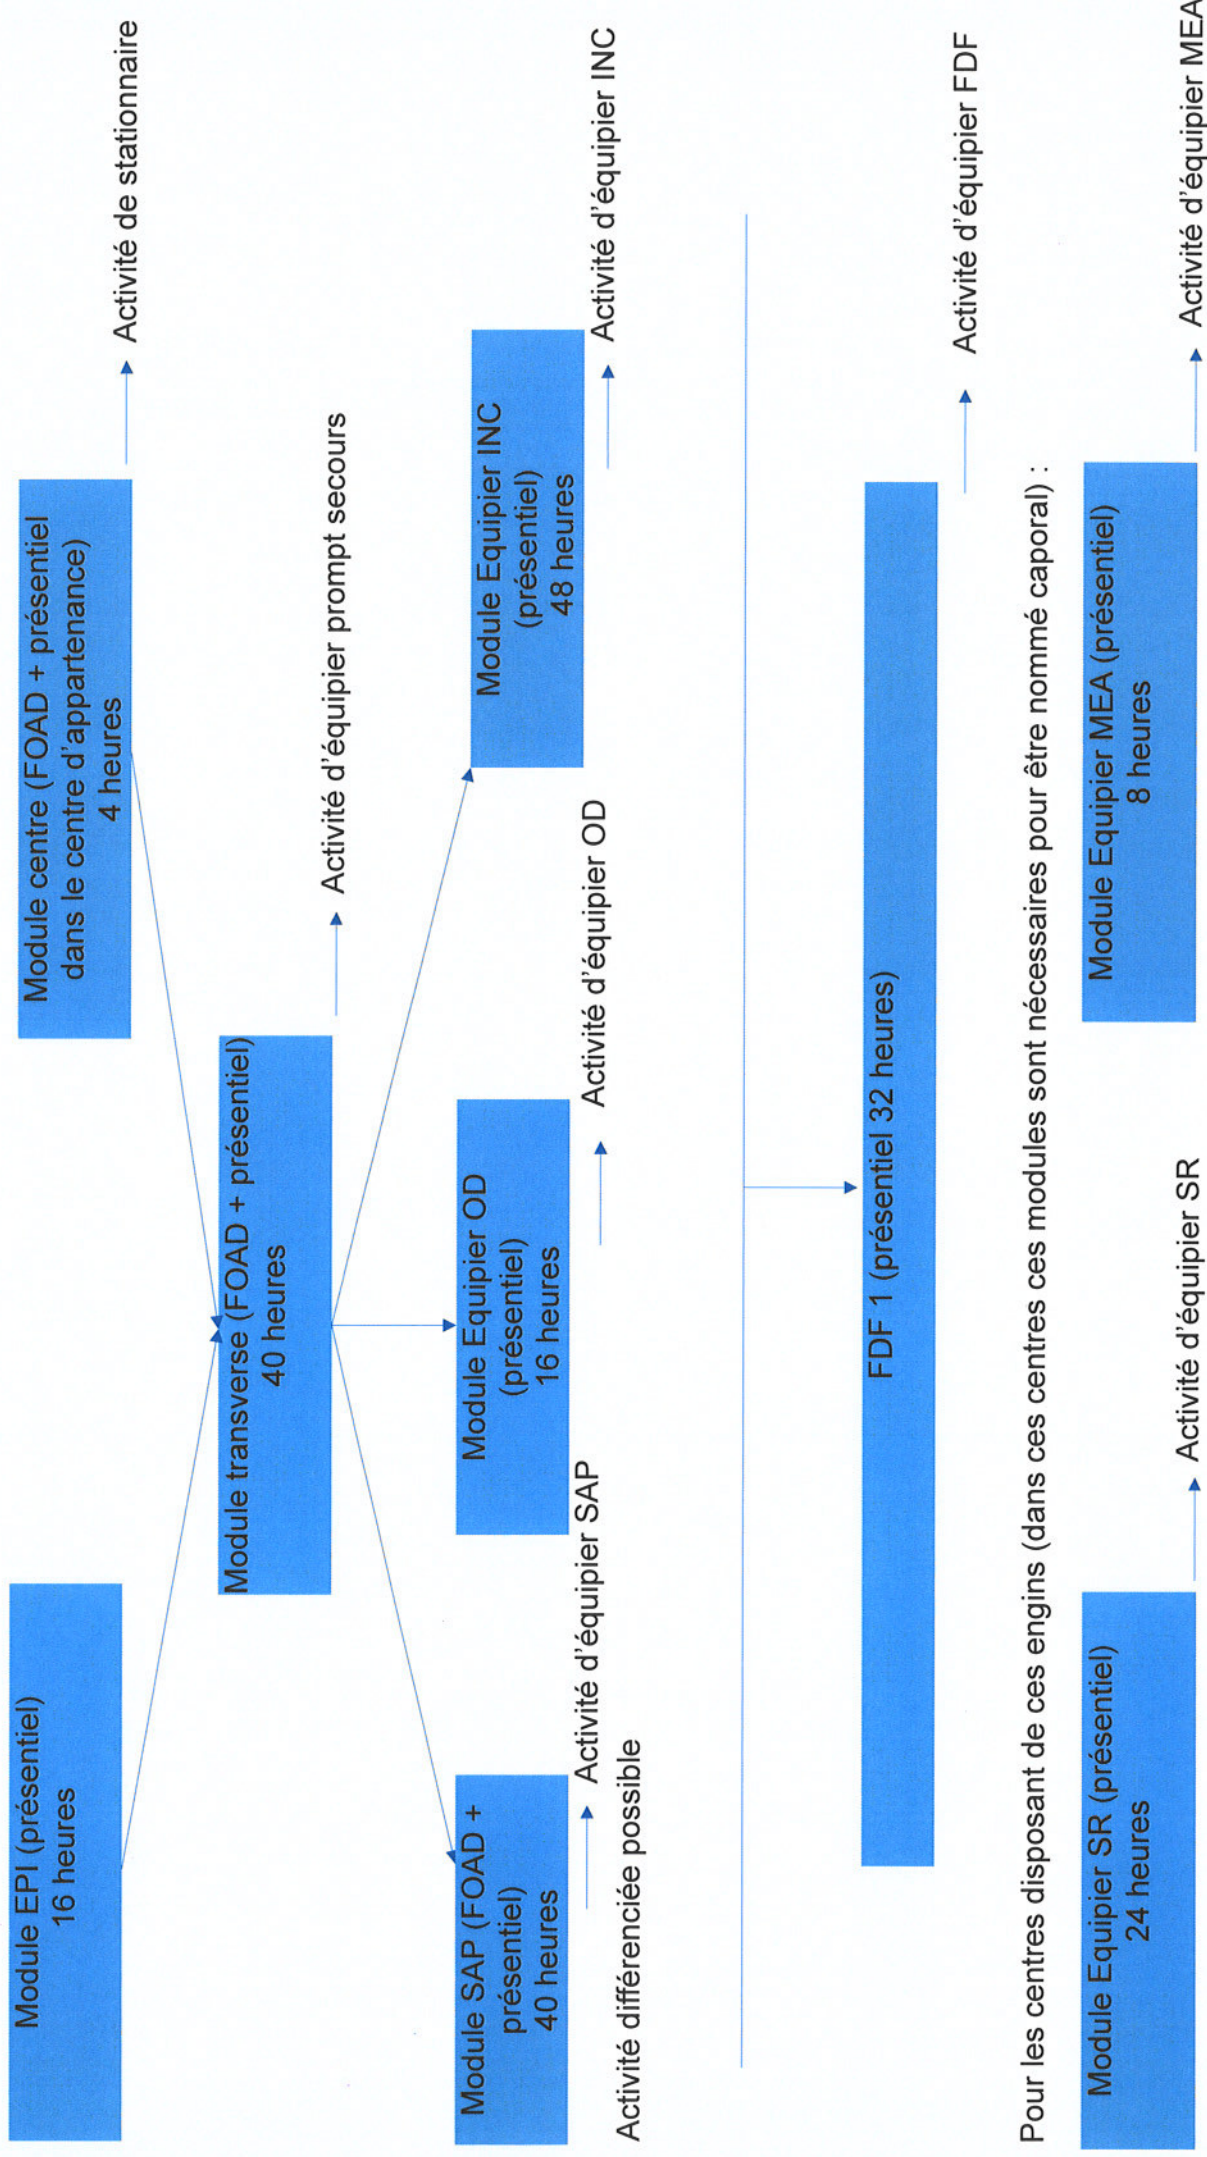 Module EPI (présentiel)
16 heures
Module centre (FOAD + présentiel
dans le centre d'appartenance)
4 heures
Activité de stationnaire
Module transverse (FOAD + présentiel)
40 heures
Activité d'équipier prompt secours
Module SAP (FOAD +
présentiel)
40 heures
Activité d'équipier SAP
Activité différenciée possible
Module Equipier OD
(présentiel)
16 heures
Activité d'équipier OD
Module Equipier INC
(présentiel)
48 heures
Activité d'équipier INC
FDF 1 (présentiel 32 heures)
Activité d'équipier FDF
Pour les centres disposant de ces engins (dans ces centres ces modules sont nécessaires pour être nommé caporal) :
Module Equipier SR (présentiel)
24 heures
Activité d'équipier SR
Module Equipier MEA (présentiel)
8 heures
Activité d'équipier MEA